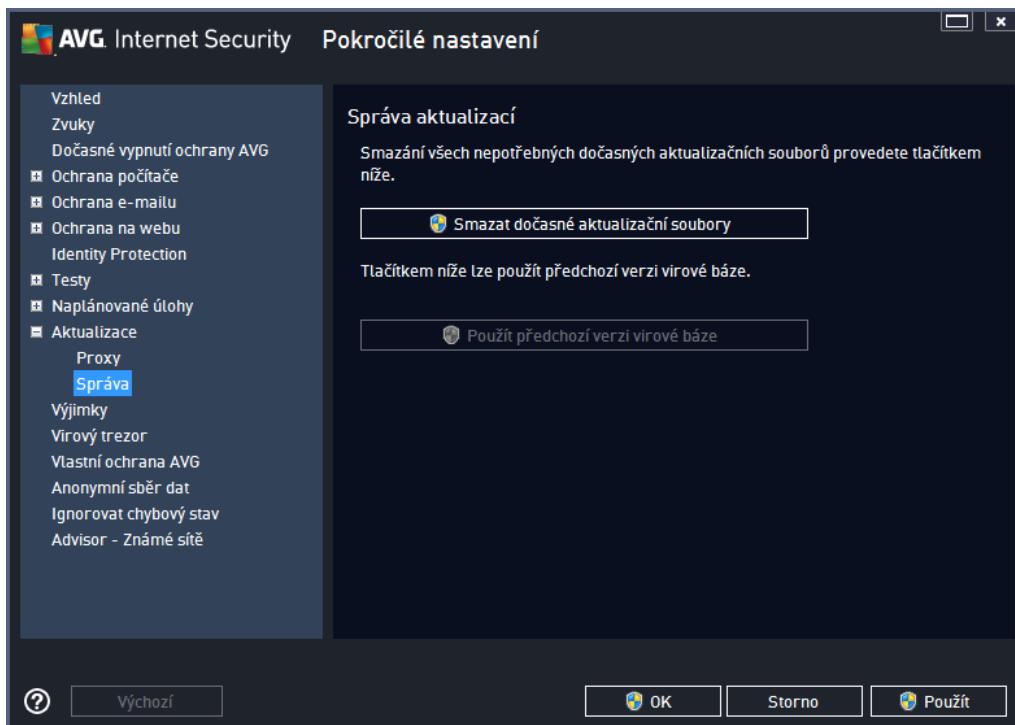 AVG. Internet Security Pokročilé nastavení
Vzhled
Zvuky
Dočasné vypnutí ochrany AVG
Ochrana počítače
Ochrana e-mailu
Ochrana na webu
Identity Protection
Testy
Naplánované úlohy
Aktualizace
Proxy
Správa
Výjimky
Virový trezor
Vlastní ochrana AVG
Anonymní sběr dat
Ignorovat chybový stav
Advisor - Známé sítě
Správa aktualizací
Smazání všech nepotřebných dočasných aktualizačních souborů provedete tlačítkem
níže.
Smazat dočasné aktualizační soubory
Tlačítkem níže lze použít předchozí verzi virové báze.
Použít předchozí verzi virové báze
Výchozí
OK
Storno
Použít